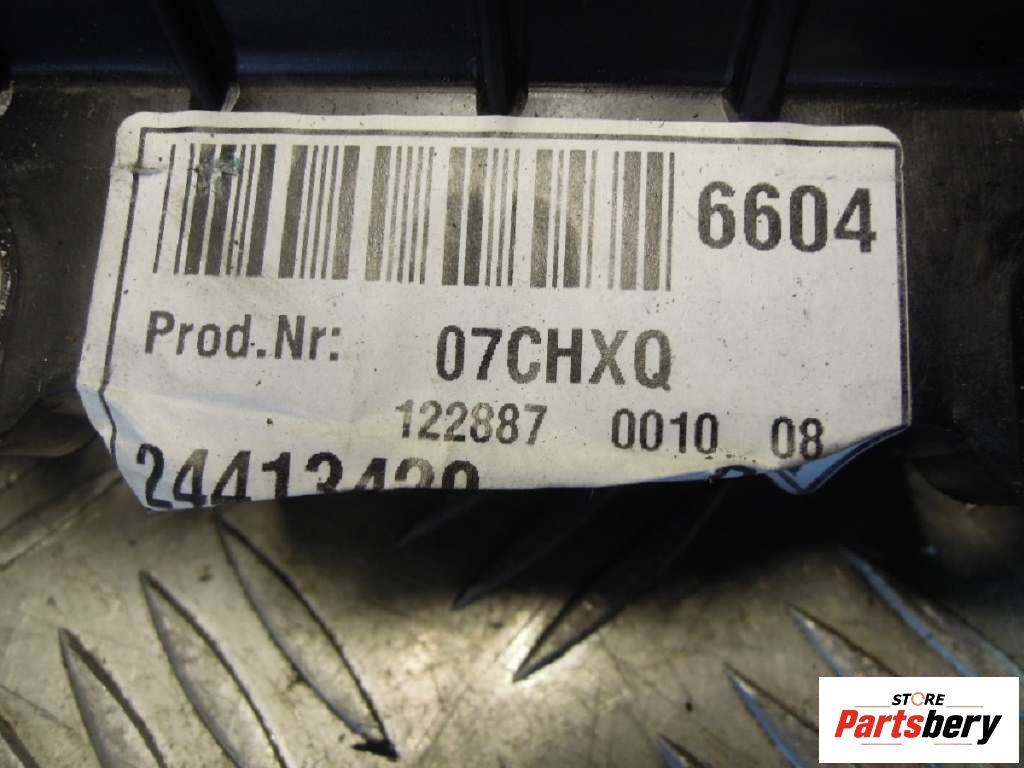 6604
Prod.Nr: 07CHXQ
122887 0010 08
STORE
Partsbery